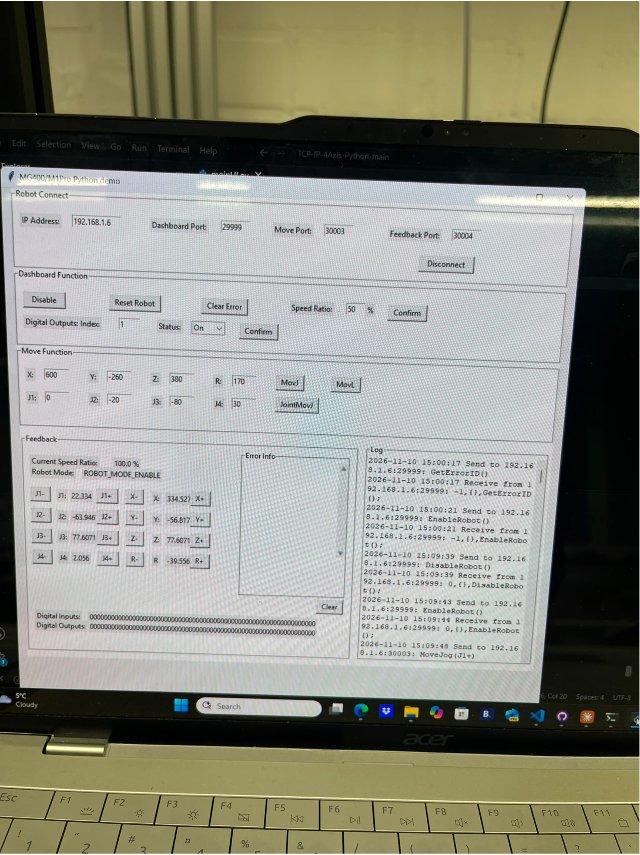 Edit Selection View Go Run Terminal Help
TCP-IP-4Axis-Python-main
MG400/M1Pro Python demo
Robot Connect
IP Address: 192.168.1.6 Dashboard Port: 29999 Move Port: 30003 Feedback Port: 30004
Disconnect
Dashboard Function
Disable Reset Robot Clear Error Speed Ratio: 50 % Confirm
Digital Outputs: Index: 1 Status: On Confirm
Move Function
X: 600 Y: -260 Z: 380 R: 170 MovJ MovL
J1: 0 J2: -20 J3: -80 J4: 30 JointMovJ
Feedback
Current Speed Ratio: 100.0 %
Robot Mode: ROBOT_MODE_ENABLE
J1- J1: 22.334 J1+ X- X: 334.527 X+
J2- J2: -63.946 J2+ Y- Y: -56.817 Y+
J3- J3: 77.6071 J3+ Z- Z: 77.6071 Z+
J4- J4: 2.056 J4+ R- R -39.556 R+
Digital Inputs:
Digital Outputs:
Error Info
Clear
Log
2026-11-10 15:00:17 Send to 192.16
8.1.6:29999: GetErrorID()
2026-11-10 15:00:17 Receive from 1
92.168.1.6:29999: -1,{},GetErrorID
();
2026-11-10 15:00:21 Send to 192.16
8.1.6:29999: EnableRobot()
2026-11-10 15:00:21 Receive from 1
92.168.1.6:29999: -1,{},EnableRobo
t();
2026-11-10 15:09:39 Send to 192.16
8.1.6:29999: DisableRobot()
2026-11-10 15:09:39 Receive from 1
92.168.1.6:29999: 0,{},DisableRob
t();
2026-11-10 15:09:43 Send to 192.16
8.1.6:29999: EnableRobot()
2026-11-10 15:09:44 Receive from 1
92.168.1.6:29999: 0,{},EnableRobo
t();
2026-11-10 15:09:48 Send to 192.16
8.1.6:30003: MoveJog(J1+)
Col 20 Spaces: 4 UTF-8
5°C
Cloudy
Search
acer
Esc F1 F2 F3 F4 F5 F6 F7 F8 F9 F10 F11
! " # % & / ( )
1 2 3